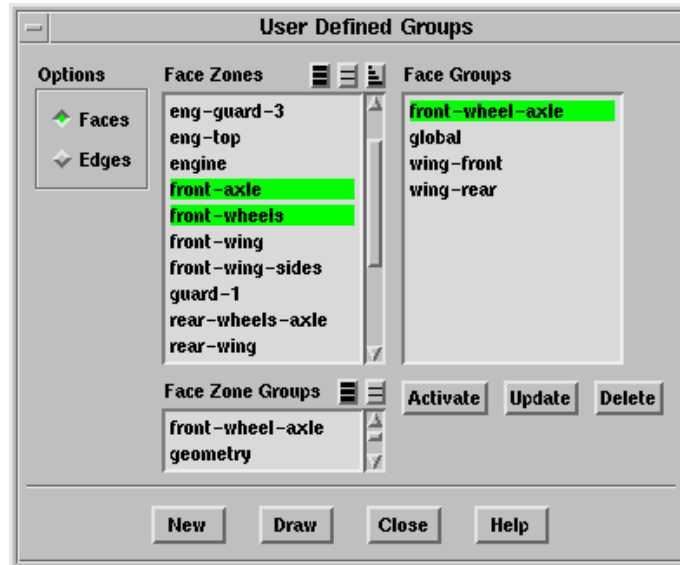 User Defined Groups
Options
Faces
Edges
Face Zones
eng-guard-3
eng-top
engine
front-axle
front-wheels
front-wing
front-wing-sides
guard-1
rear-wheels-axle
rear-wing
Face Groups
front-wheel-axle
global
wing-front
wing-rear
Face Zone Groups
front-wheel-axle
geometry
Activate Update Delete
New Draw Close Help